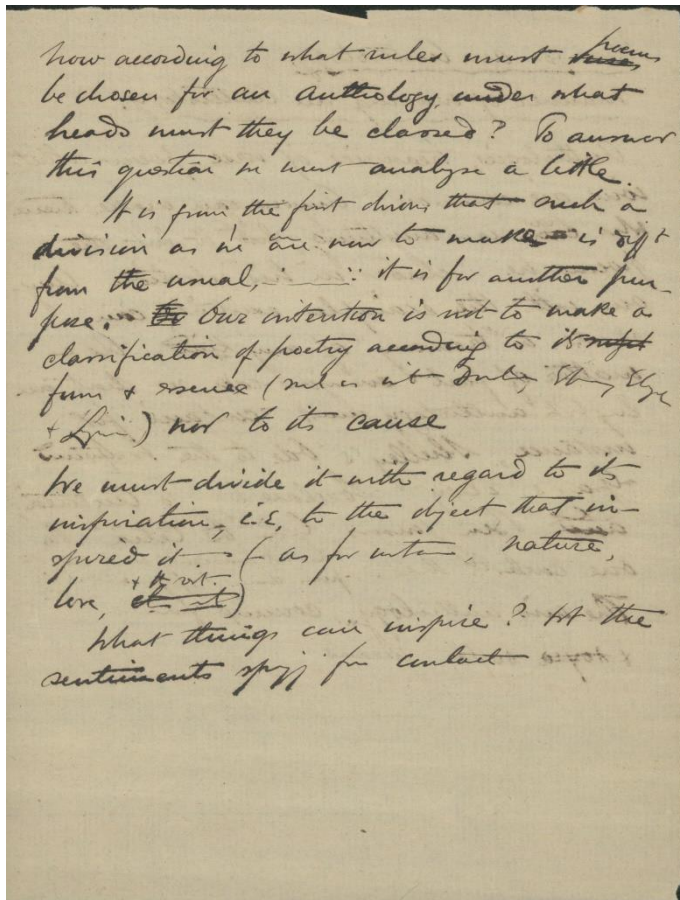 how according to what rules must poems
be chosen for an anthology, under what
heads must they be classed? To answer
this question we must analyse a little.
It is from the first obvious that such a
division as we are now to make is diff.t
from the usual, it is for another pur-
pose. Our intention is not to make a
classification of poetry according to its
form & essence ( as
& Lyric) nor to its cause
We must divide it with regard to its
inspiration, i.e, to the object that in-
spired it (— as for instance, nature,
love,
What things can inspire? 1st the
sentiments